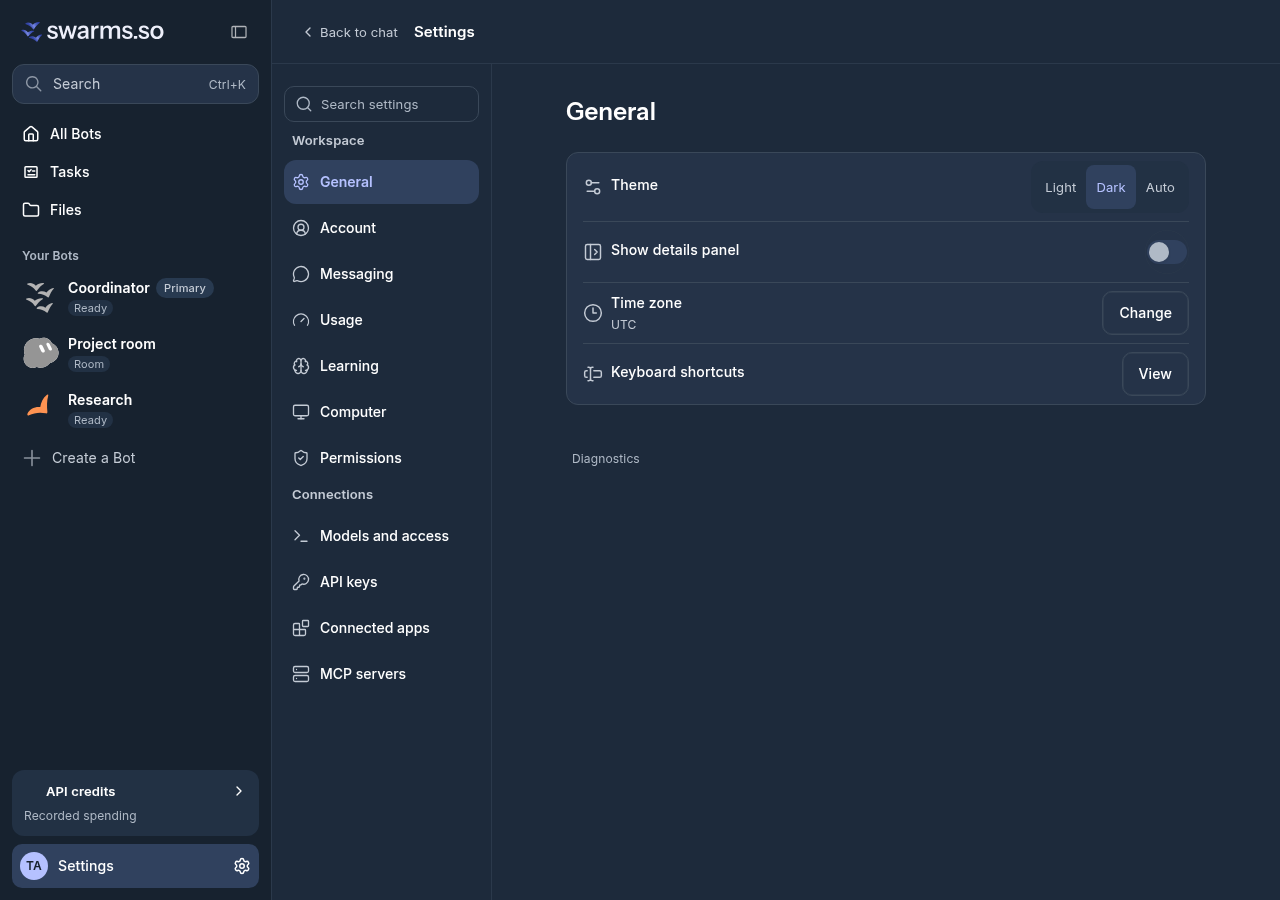 swarms.so
Search Ctrl+K
All Bots
Tasks
Files
Your Bots
Coordinator Primary
Ready
Project room
Room
Research
Ready
Create a Bot
API credits
Recorded spending
TA Settings
Back to chat Settings
Search settings
Workspace
General
Account
Messaging
Usage
Learning
Computer
Permissions
Connections
Models and access
API keys
Connected apps
MCP servers
General
Theme Light Dark Auto
Show details panel
Time zone
UTC
Change
Keyboard shortcuts View
Diagnostics